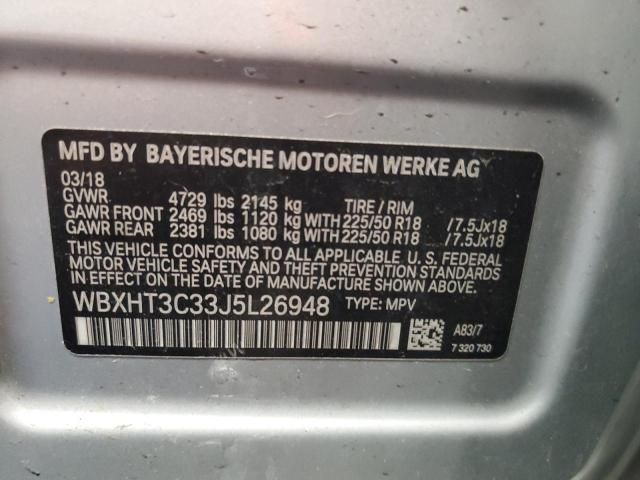 MFD BY BAYERISCHE MOTOREN WERKE AG
03/18
GVWR 4729 lbs 2145 kg TIRE / RIM
GAWR FRONT 2469 lbs 1120 kg WITH 225/50 R18 /7.5Jx18
GAWR REAR 2381 lbs 1080 kg WITH 225/50 R18 /7.5Jx18
THIS VEHICLE CONFORMS TO ALL APPLICABLE U. S. FEDERAL
MOTOR VEHICLE SAFETY AND THEFT PREVENTION STANDARDS
IN EFFECT ON THE DATE OF MANUFACTURE SHOWN ABOVE.
WBXHT3C33J5L26948 TYPE: MPV
A83/7
7 320 730